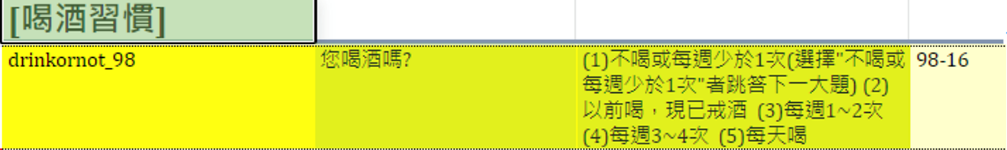 [喝酒習慣]
drinkornot_98 您喝酒嗎? (1)不喝或每週少於1次(選擇"不喝或 98-16
每週少於1次"者跳答下一大題) (2)
以前喝，現已戒酒 (3)每週1~2次
(4)每週3~4次 (5)每天喝